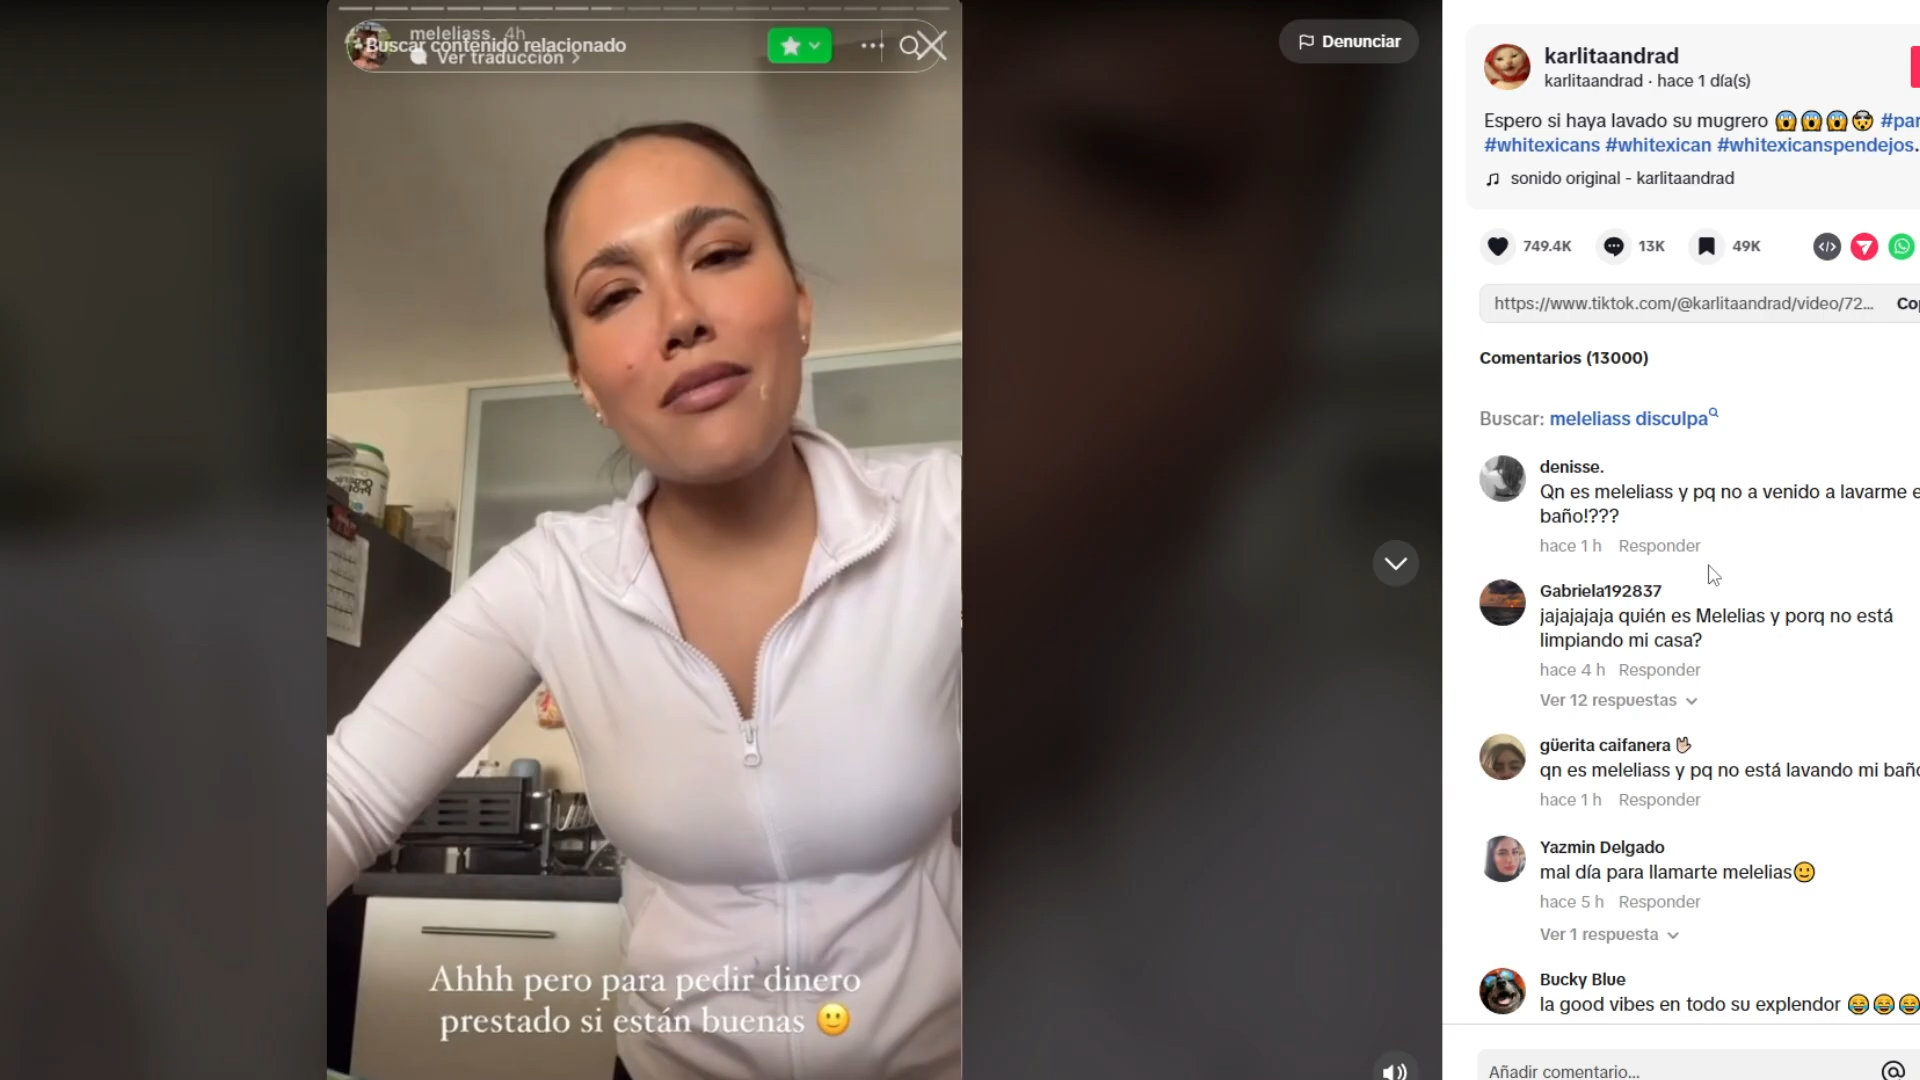 meleliass 4h
Buscar contenido relacionado
Ver traducción >
Denunciar
Ahhh pero para pedir dinero
prestado si están buenas 🙂
karlitaandrad
karlitaandrad · hace 1 día(s)
Espero si haya lavado su mugrero 😱😱😱🤯 #par
#whitexicans #whitexican #whitexicanspendejos.
sonido original - karlitaandrad
749.4K
13K
49K
https://www.tiktok.com/@karlitaandrad/video/72...
Cop
Comentarios (13000)
Buscar: meleliass disculpa
denisse.
Qn es meleliass y pq no a venido a lavarme e
baño!???
hace 1 h Responder
Gabriela192837
jajajajaja quién es Melelias y porq no está
limpiando mi casa?
hace 4 h Responder
Ver 12 respuestas
güerita caifanera 🤟🏻
qn es meleliass y pq no está lavando mi baño
hace 1 h Responder
Yazmin Delgado
mal día para llamarte melelias🙂
hace 5 h Responder
Ver 1 respuesta
Bucky Blue
la good vibes en todo su explendor 😂😂😂
Añadir comentario...
@